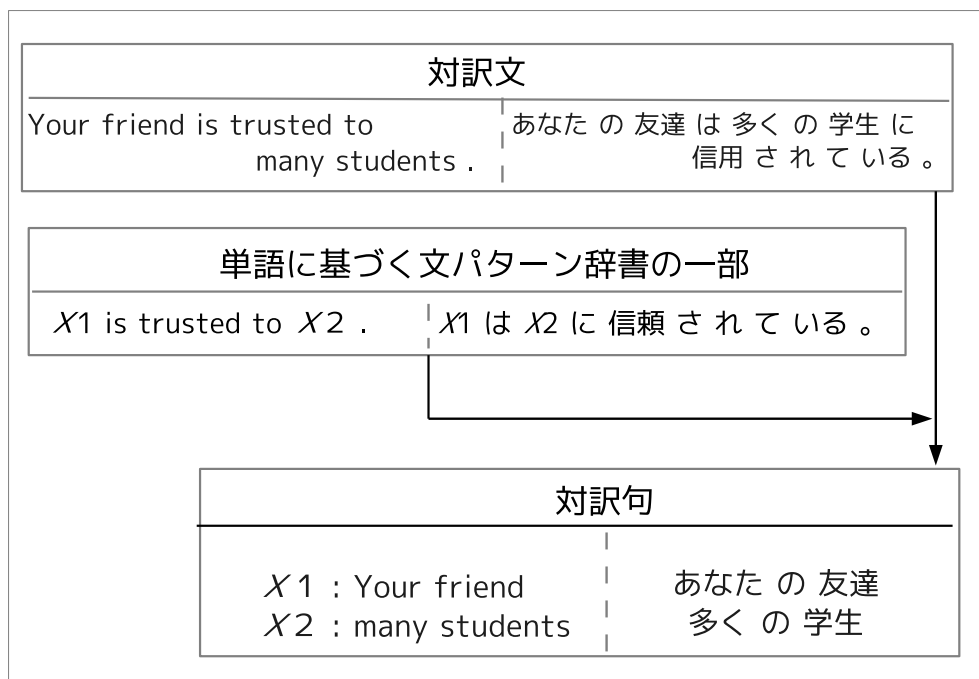 対訳文
Your friend is trusted to
many students .
あなた の 友達 は 多く の 学生 に
信用 さ れ て いる 。
単語に基づく文パターン辞書の一部
X1 is trusted to X2 .
X1 は X2 に 信頼 さ れ て いる 。
対訳句
X1 : Your friend
あなた の 友達
X2 : many students
多く の 学生